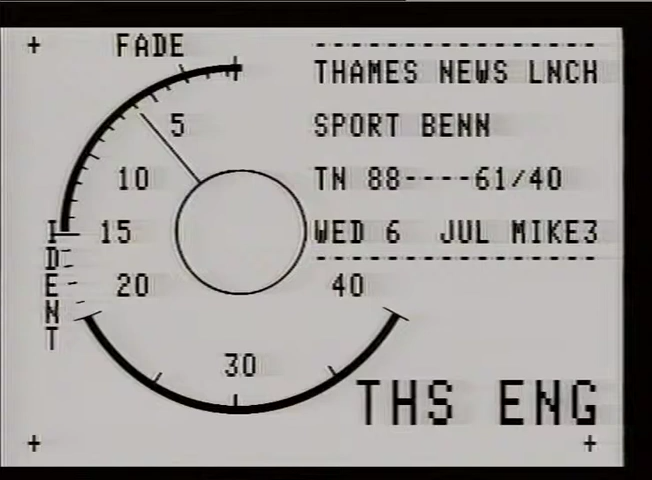 FADE
THAMES NEWS LNCH
5
SPORT BENN
10
TN 88----61/40
15
WED 6 JUL MIKE3
IDENT
20
40
30
THS ENG